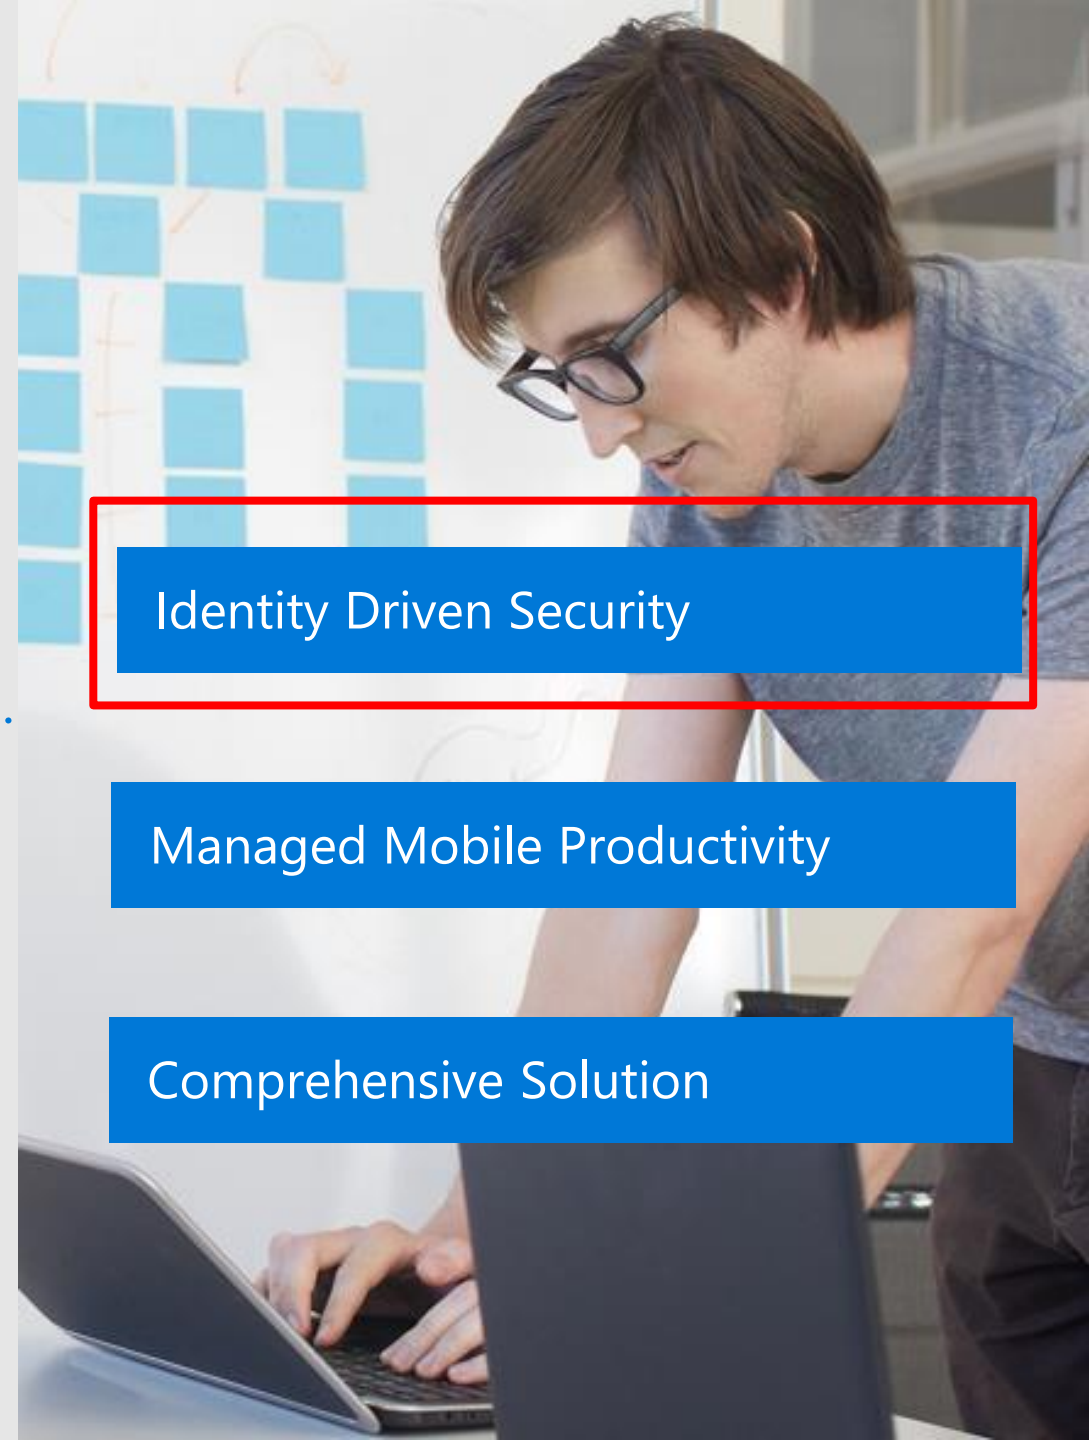 Identity Driven Security
Managed Mobile Productivity
Comprehensive Solution